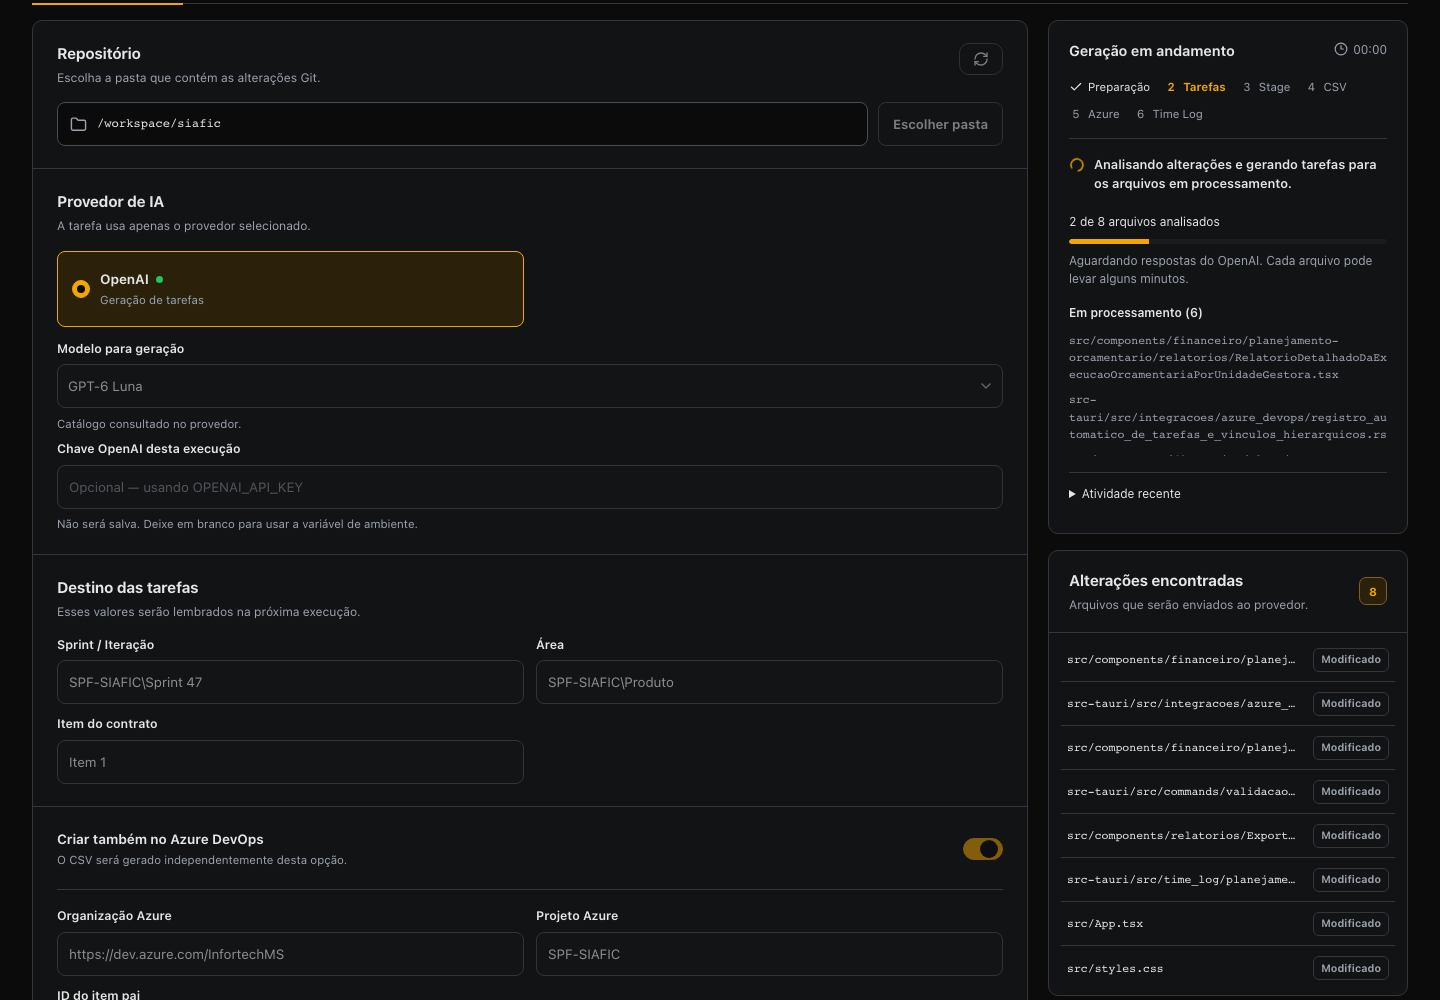 Repositório
Escolha a pasta que contém as alterações Git.
/workspace/siafic
Escolher pasta
Provedor de IA
A tarefa usa apenas o provedor selecionado.
OpenAI
Geração de tarefas
Modelo para geração
GPT-6 Luna
Catálogo consultado no provedor.
Chave OpenAI desta execução
Opcional — usando OPENAI_API_KEY
Não será salva. Deixe em branco para usar a variável de ambiente.
Destino das tarefas
Esses valores serão lembrados na próxima execução.
Sprint / Iteração
Área
SPF-SIAFIC\Sprint 47
SPF-SIAFIC\Produto
Item do contrato
Item 1
Criar também no Azure DevOps
O CSV será gerado independentemente desta opção.
Organização Azure
Projeto Azure
https://dev.azure.com/InfortechMS
SPF-SIAFIC
ID do item pai
Geração em andamento
00:00
Preparação 2 Tarefas 3 Stage 4 CSV
5 Azure 6 Time Log
Analisando alterações e gerando tarefas para
os arquivos em processamento.
2 de 8 arquivos analisados
Aguardando respostas do OpenAI. Cada arquivo pode
levar alguns minutos.
Em processamento (6)
src/components/financeiro/planejamento-
orcamentario/relatorios/RelatorioDetalhadoDaEx
ecucaoOrcamentariaPorUnidadeGestora.tsx
src-
tauri/src/integracoes/azure_devops/registro_au
tomatico_de_tarefas_e_vinculos_hierarquicos.rs
Atividade recente
Alterações encontradas
Arquivos que serão enviados ao provedor.
8
src/components/financeiro/planej… Modificado
src-tauri/src/integracoes/azure_… Modificado
src/components/financeiro/planej… Modificado
src-tauri/src/commands/validacao… Modificado
src/components/relatorios/Export… Modificado
src-tauri/src/time_log/planejame… Modificado
src/App.tsx Modificado
src/styles.css Modificado